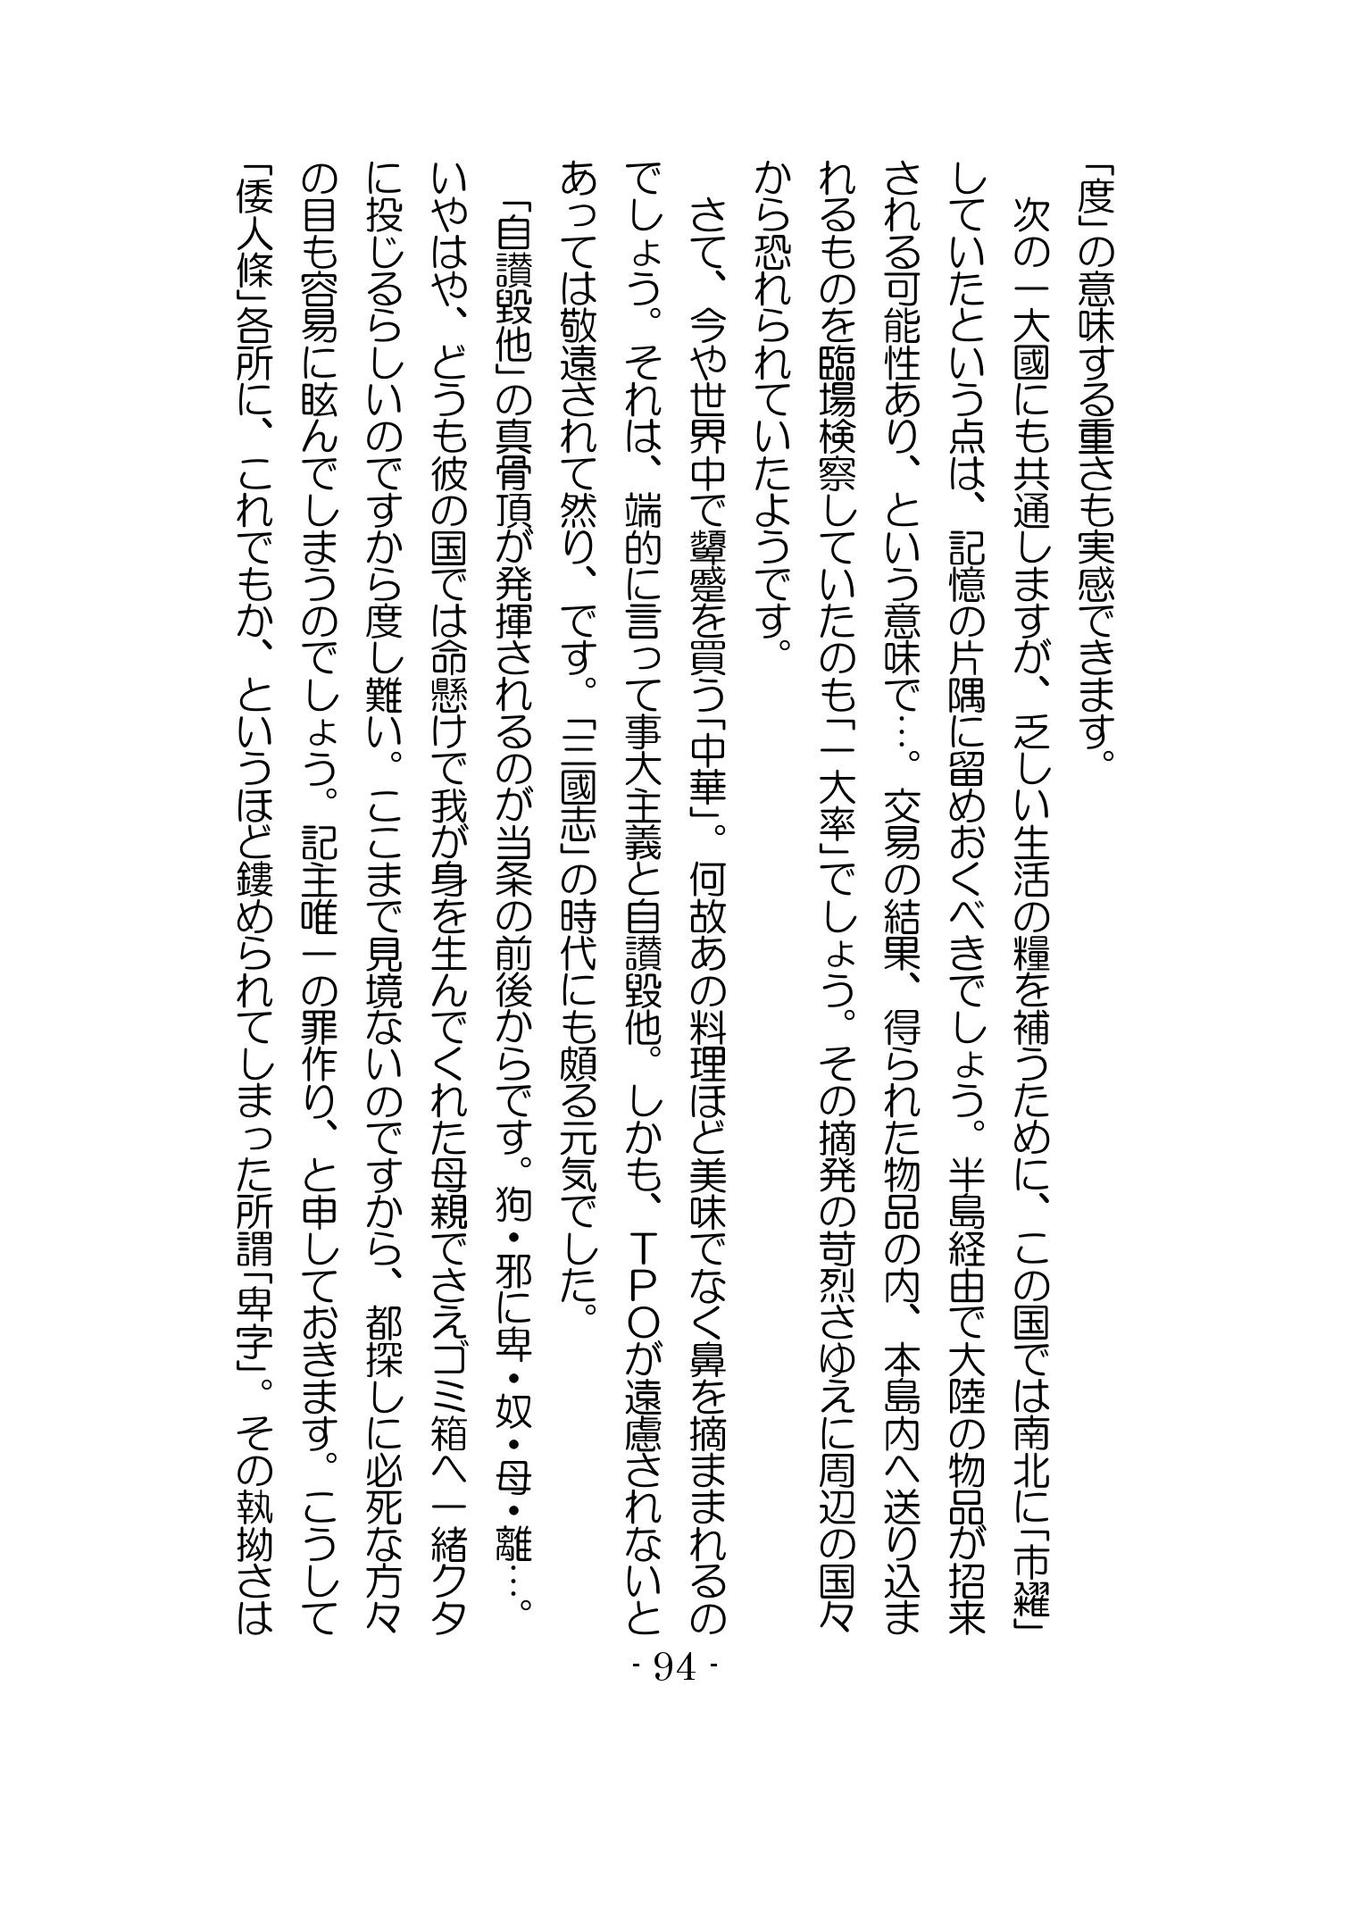 「度」の意味する重さも実感できます。
　次の一大國にも共通しますが、乏しい生活の糧を補うために、この国では南北に「市糴」
していたという点は、記憶の片隅に留めおくべきでしょう。半島経由で大陸の物品が招来
される可能性あり、という意味で…。交易の結果、得られた物品の内、本島内へ送り込ま
れるものを臨場検察していたのも「一大率」でしょう。その摘発の苛烈さゆえに周辺の国々
から恐れられていたようです。
　さて、今や世界中で顰蹙を買う「中華」。何故あの料理ほど美味でなく鼻を摘ままれるの
でしょう。それは、端的に言って事大主義と自讃毀他。しかも、ＴＰＯが遠慮されないと
あっては敬遠されて然り、です。「三國志」の時代にも頗る元気でした。
　「自讃毀他」の真骨頂が発揮されるのが当条の前後からです。狗・邪に卑・奴・母・離…。
いやはや、どうも彼の国では命懸けで我が身を生んでくれた母親でさえゴミ箱へ一緒クタ
に投じるらしいのですから度し難い。ここまで見境ないのですから、都探しに必死な方々
の目も容易に眩んでしまうのでしょう。記主唯一の罪作り、と申しておきます。こうして
「倭人條」各所に、これでもか、というほど鏤められてしまった所謂「卑字」。その執拗さは
- 94 -